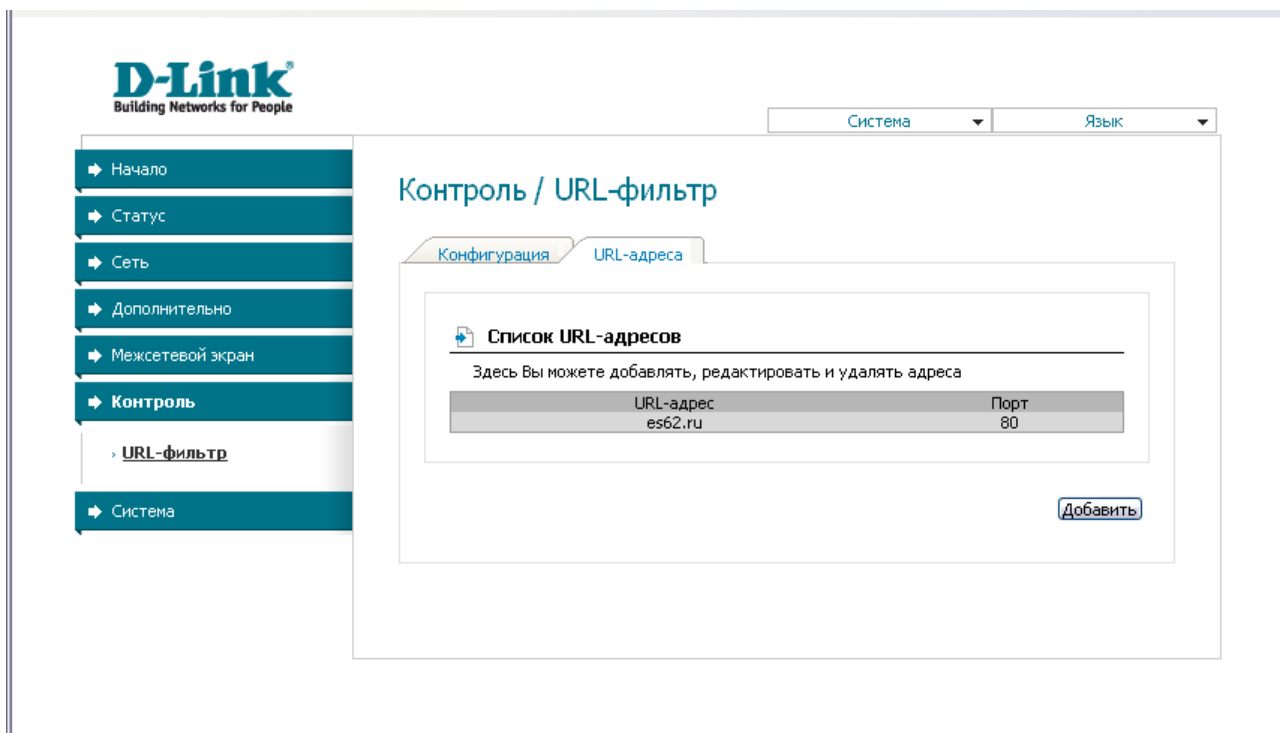 D-Link
Building Networks for People
Система Язык
Начало
Статус
Сеть
Дополнительно
Межсетевой экран
Контроль
URL-фильтр
Система
Контроль / URL-фильтр
Конфигурация URL-адреса
Список URL-адресов
Здесь Вы можете добавлять, редактировать и удалять адреса
URL-адрес Порт
es62.ru 80
Добавить